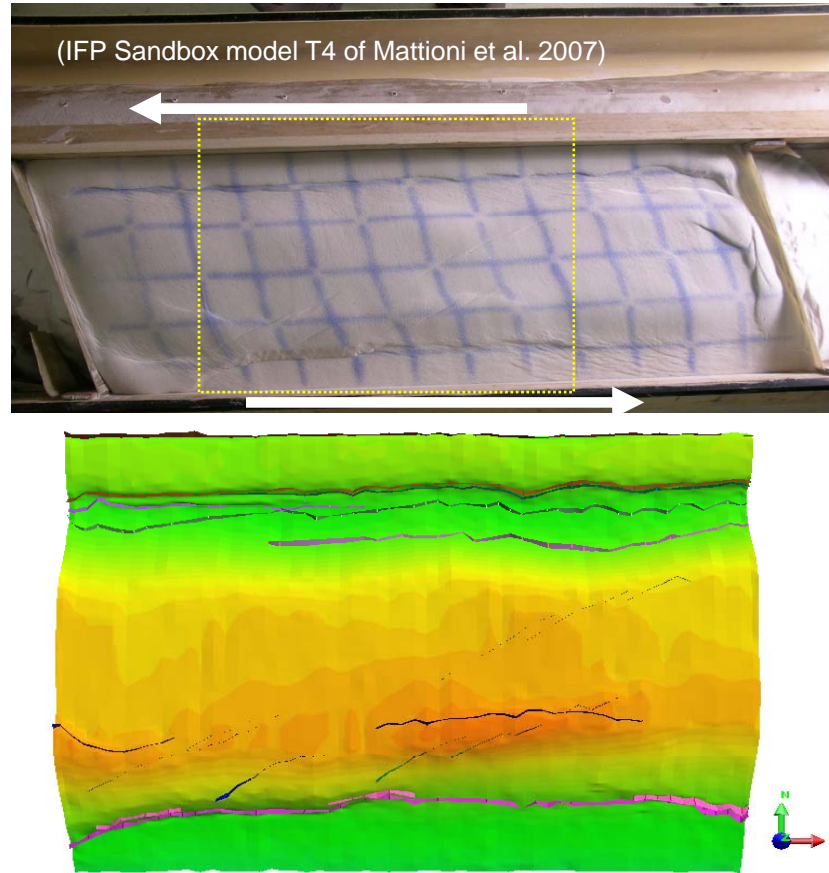 (IFP Sandbox model T4 of Mattioni et al. 2007)
N